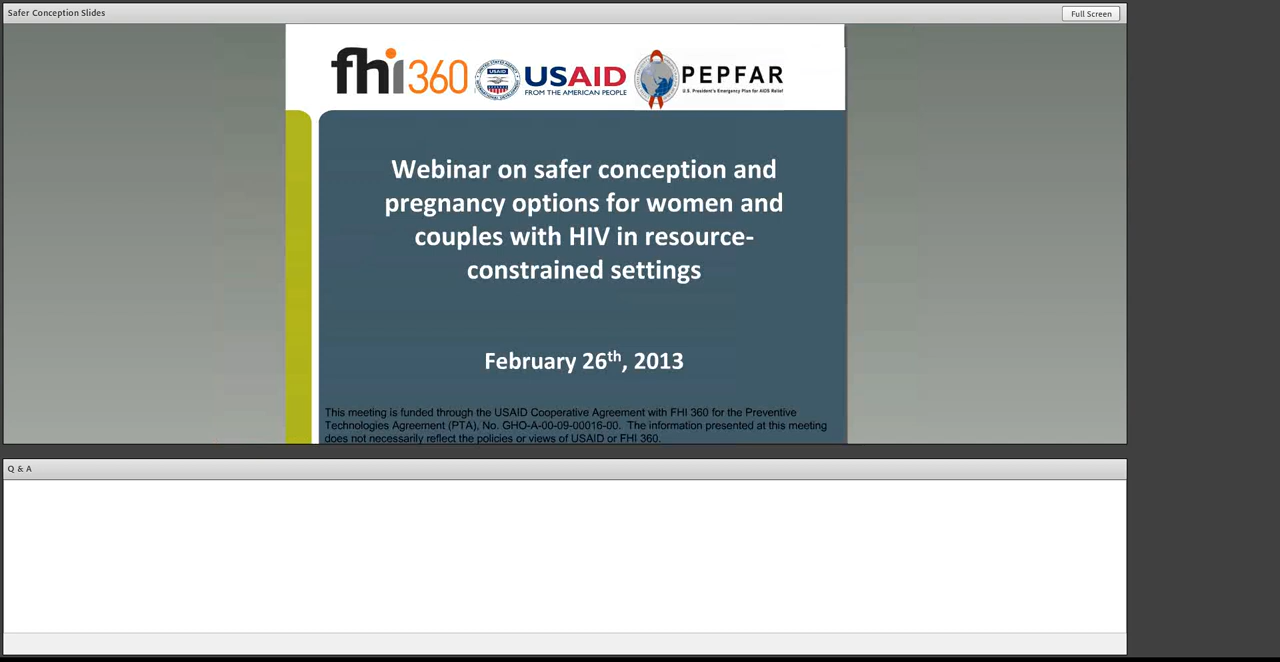 Safer Conception Slides
Full Screen
fhi360
USAID
USAID
FROM THE AMERICAN PEOPLE
PEPFAR
U.S. President's Emergency Plan for AIDS Relief
Webinar on safer conception and
pregnancy options for women and
couples with HIV in resource-
constrained settings
February 26th, 2013
This meeting is funded through the USAID Cooperative Agreement with FHI 360 for the Preventive
Technologies Agreement (PTA), No. GHO-A-00-09-00016-00.  The information presented at this meeting
does not necessarily reflect the policies or views of USAID or FHI 360.
Q & A